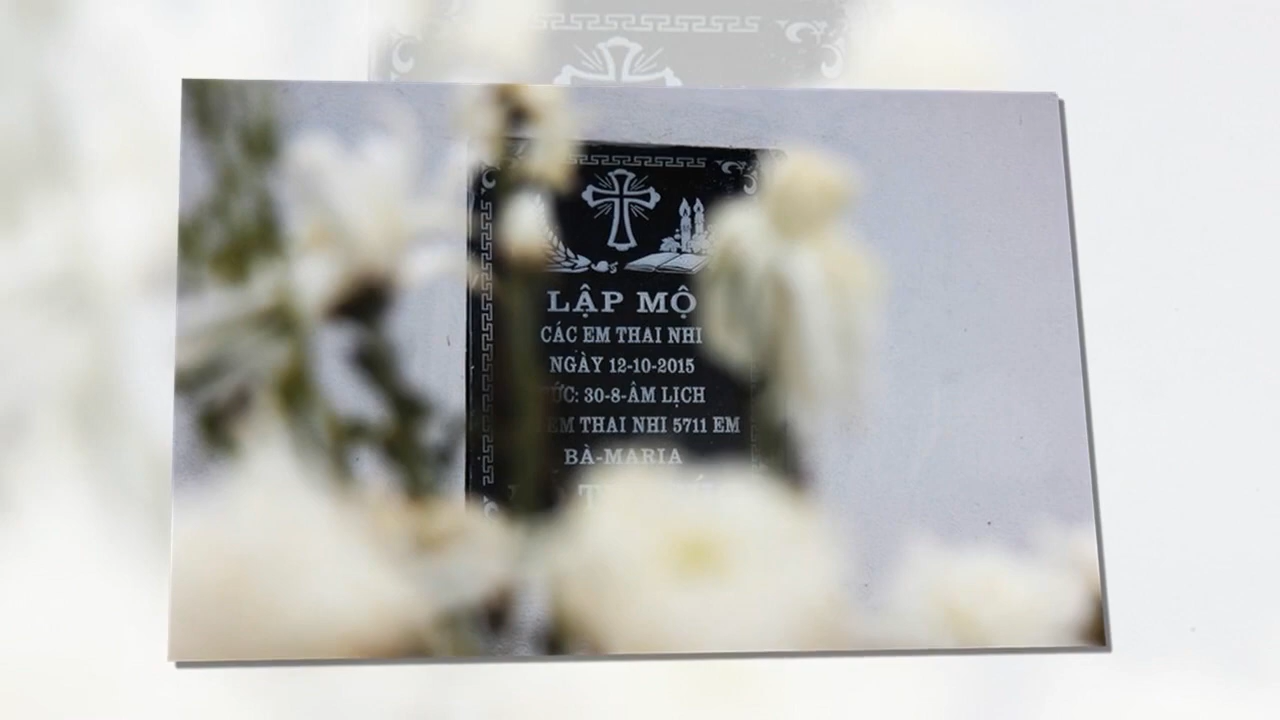 LẬP MỘ
CÁC EM THAI NHI
NGÀY 12-10-2015
TỨC: 30-8-ÂM LỊCH
EM THAI NHI 5711 EM
BÀ-MARIA